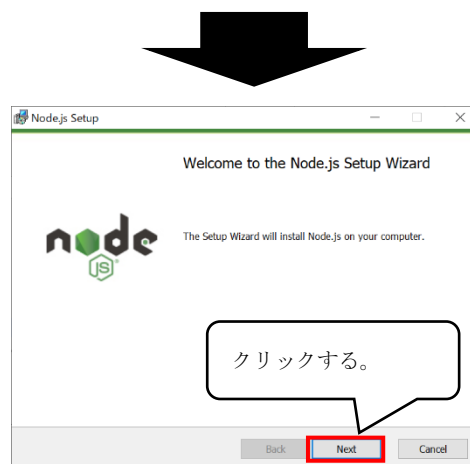 Node.js Setup
Welcome to the Node.js Setup Wizard
node
JS
The Setup Wizard will install Node.js on your computer.
クリックする。
Back Next Cancel